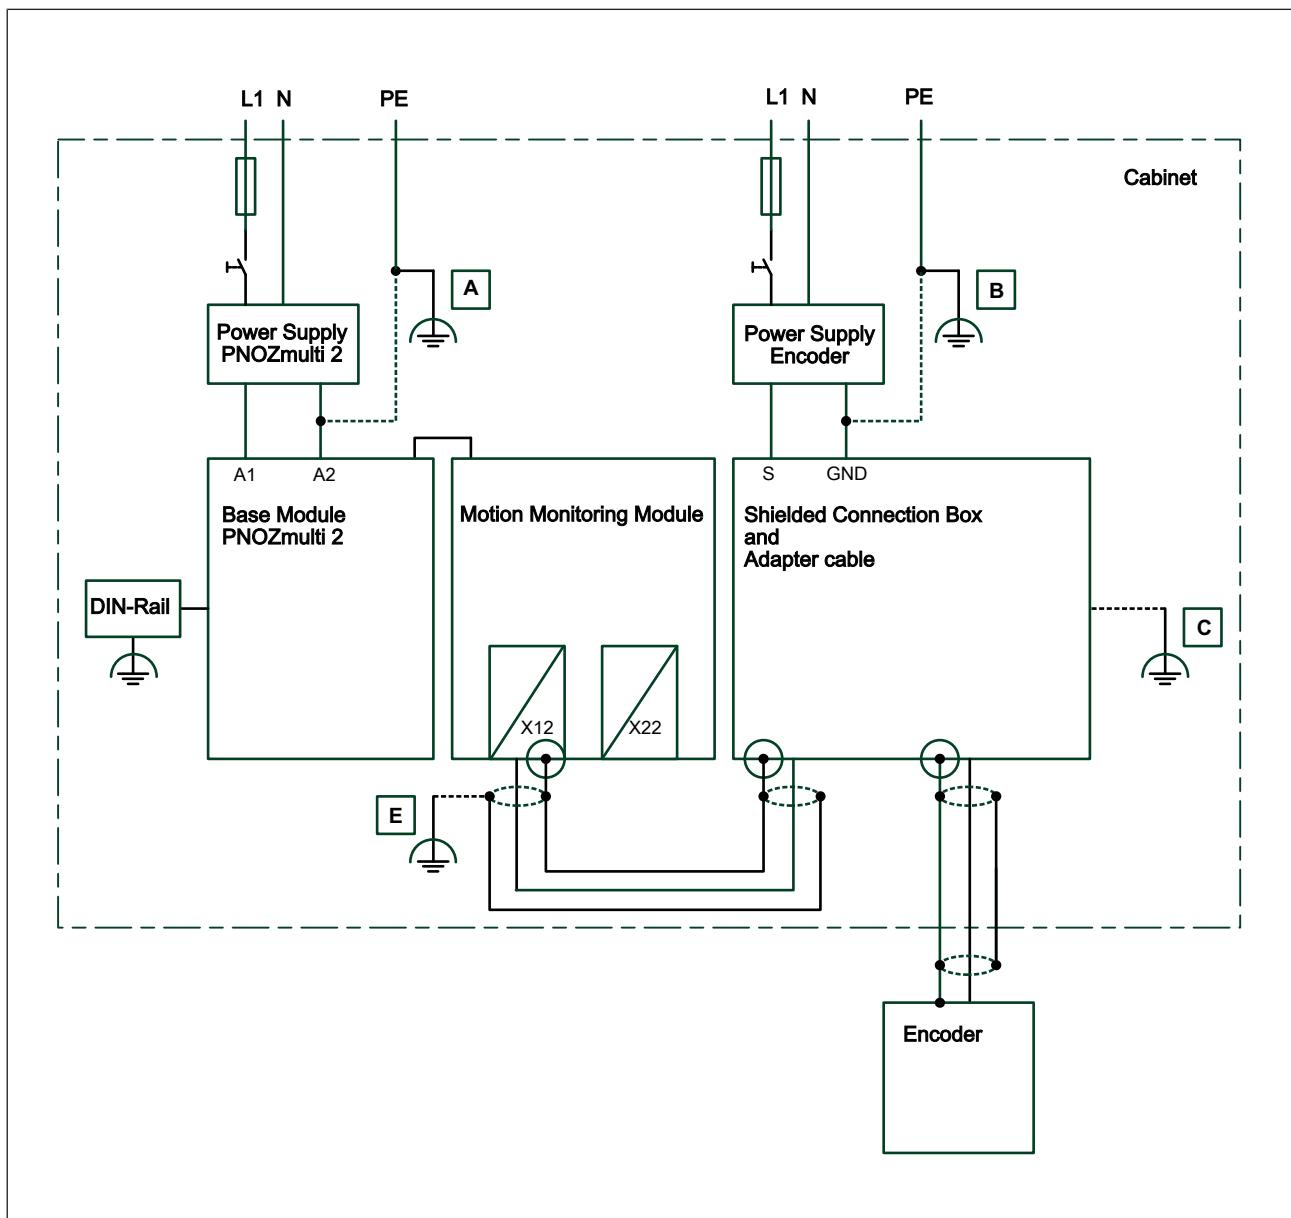 L1 N
PE
L1 N
PE
Cabinet
A
B
Power Supply
PNOZmulti 2
Power Supply
Encoder
A1
A2
S
GND
Base Module
PNOZmulti 2
Motion Monitoring Module
Shielded Connection Box
and
Adapter cable
DIN-Rail
C
X12
X22
E
Encoder